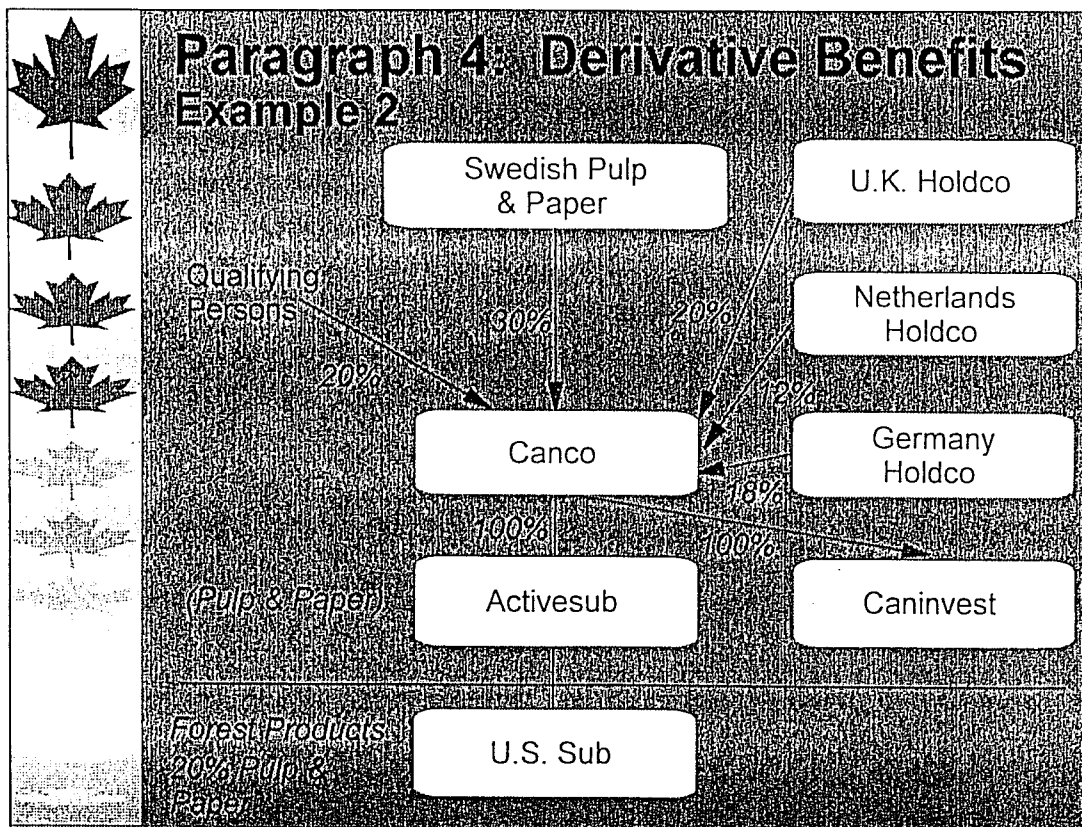 Paragraph 4: Derivative Benefits
Example 2
Swedish Pulp
& Paper
U.K. Holdco
Qualifying
Persons
30%
20%
Netherlands
Holdco
20%
12%
Canco
Germany
Holdco
18%
100%
100%
(Pulp & Paper)
Activesub
Caninvest
Forest Products
20% Pulp &
Paper
U.S. Sub